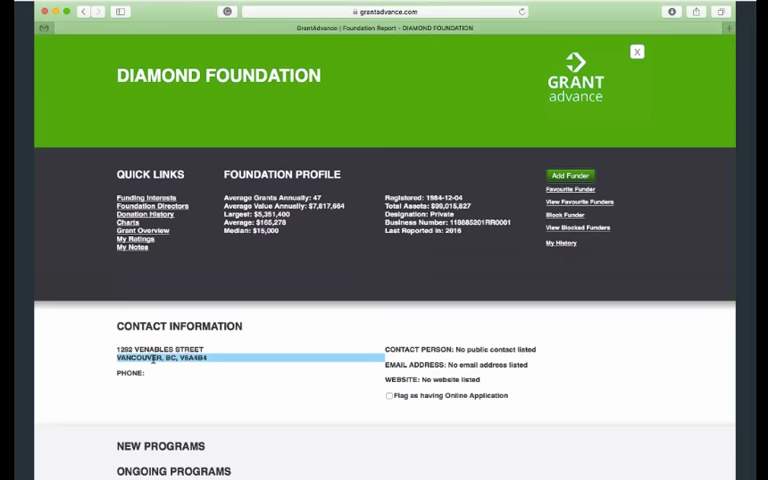 grantadvance.com
GrantAdvance | Foundation Report - DIAMOND FOUNDATION
DIAMOND FOUNDATION
X
GRANT
advance
QUICK LINKS
Funding Interests
Foundation Directors
Donation History
Charts
Grant Overview
My Ratings
My Notes
FOUNDATION PROFILE
Average Grants Annually: 47
Average Value Annually: $7,817,664
Largest: $5,351,400
Average: $165,278
Median: $15,000
Registered: 1984-12-04
Total Assets: $99,015,827
Designation: Private
Business Number: 118885201RR0001
Last Reported in: 2016
Add Funder
Favourite Funder
View Favourite Funders
Block Funder
View Blocked Funders
My History
CONTACT INFORMATION
1292 VENABLES STREET
VANCOUVER, BC, V6A4B4
PHONE:
CONTACT PERSON: No public contact listed
EMAIL ADDRESS: No email address listed
WEBSITE: No website listed
Flag as having Online Application
NEW PROGRAMS
ONGOING PROGRAMS